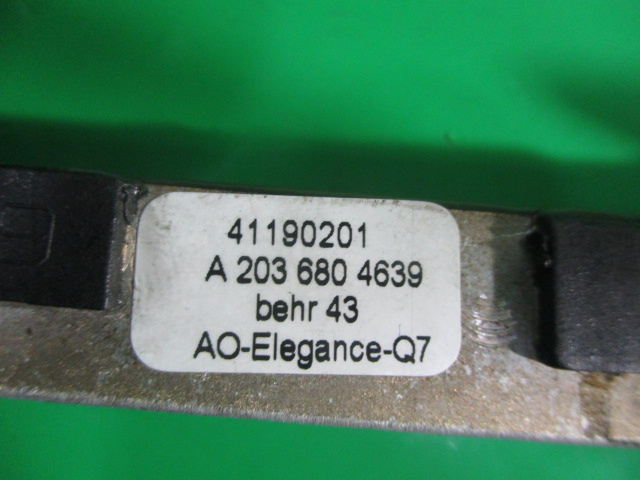 41190201
A 203 680 4639
behr 43
AO-Elegance-Q7